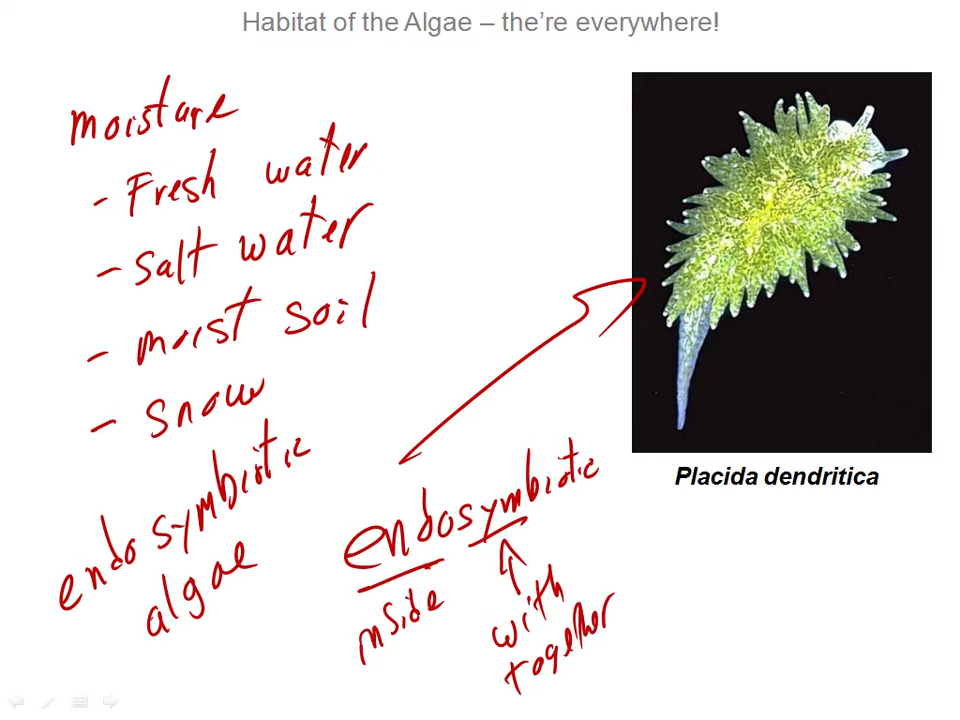 Habitat of the Algae – the're everywhere!
moisture
- Fresh water
- salt water
- moist soil
- snow
endosymbiotic
algae
endosymbiotic
inside
with
together
Placida dendritica